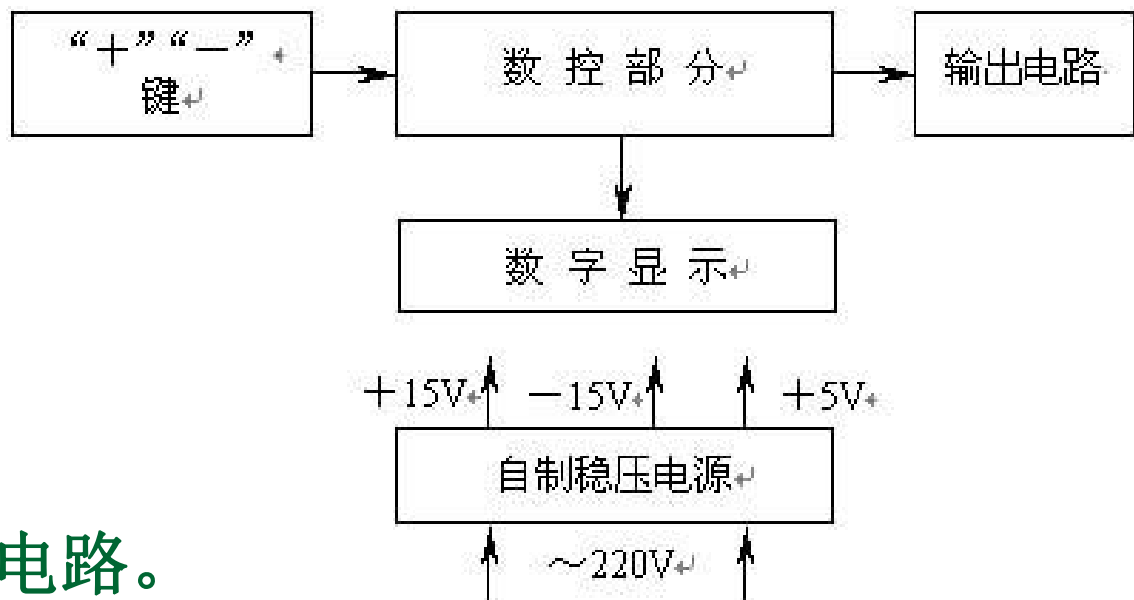 “＋”“－”
键
数 控 部 分
输出电路
数 字 显 示
＋15V
－15V
＋5V
自制稳压电源
～220V
电路。